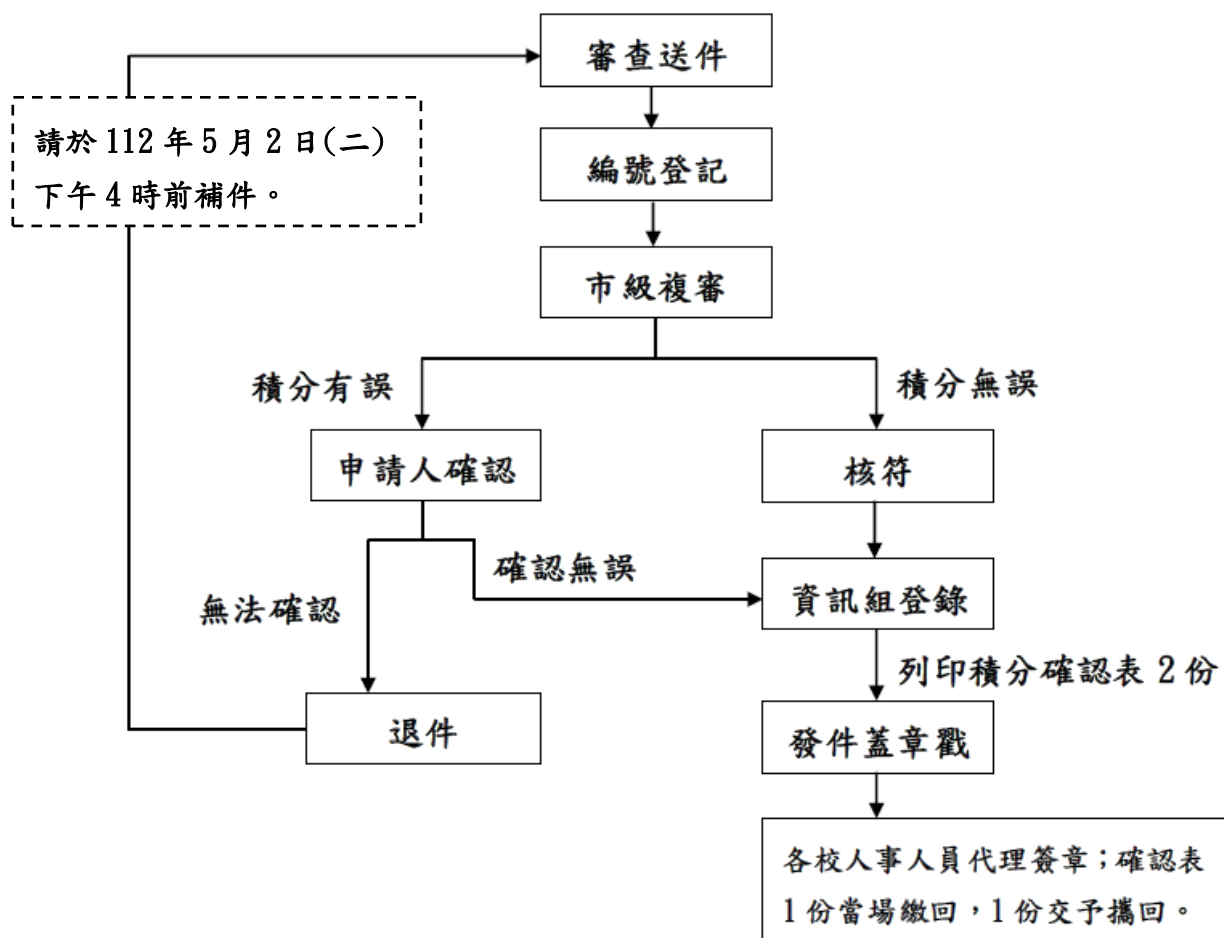 審查送件
請於 112 年 5 月 2 日(二)
下午 4 時前補件。
編號登記
市級複審
積分有誤
積分無誤
申請人確認
核符
確認無誤
無法確認
資訊組登錄
列印積分確認表 2 份
退件
發件蓋章戳
各校人事人員代理簽章;確認表
1 份當場繳回,1 份交予攜回。